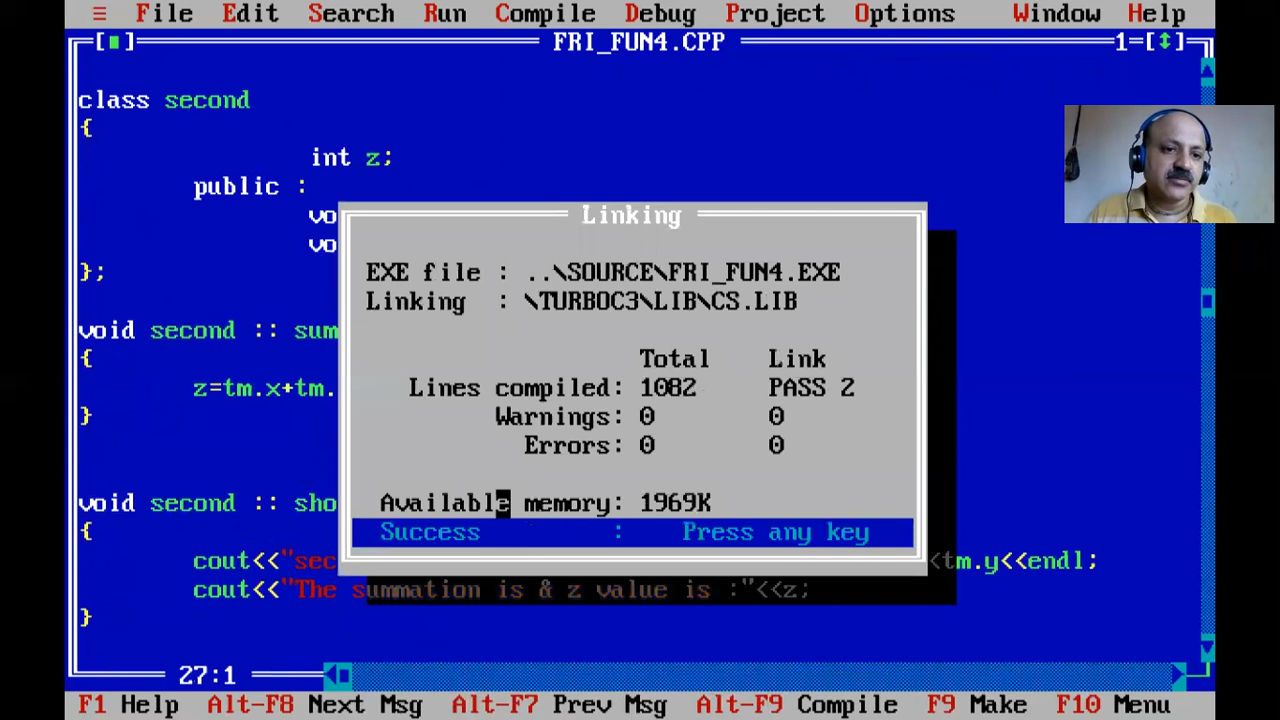 ≡ File Edit Search Run Compile Debug Project Options Window Help
[■] FRI_FUN4.CPP 1=[↕]
class second
{
int z;
public :
vo
vo
};
void second :: sum
{
z=tm.x+tm.
}
void second :: sho
{
cout<<"sec <tm.y<<endl;
cout<<"The summation is & z value is :"<<z;
}
Linking
EXE file : ..\SOURCE\FRI_FUN4.EXE
Linking : \TURBOC3\LIB\CS.LIB
Total Link
Lines compiled: 1082 PASS 2
Warnings: 0 0
Errors: 0 0
Available memory: 1969K
Success : Press any key
27:1
F1 Help Alt-F8 Next Msg Alt-F7 Prev Msg Alt-F9 Compile F9 Make F10 Menu